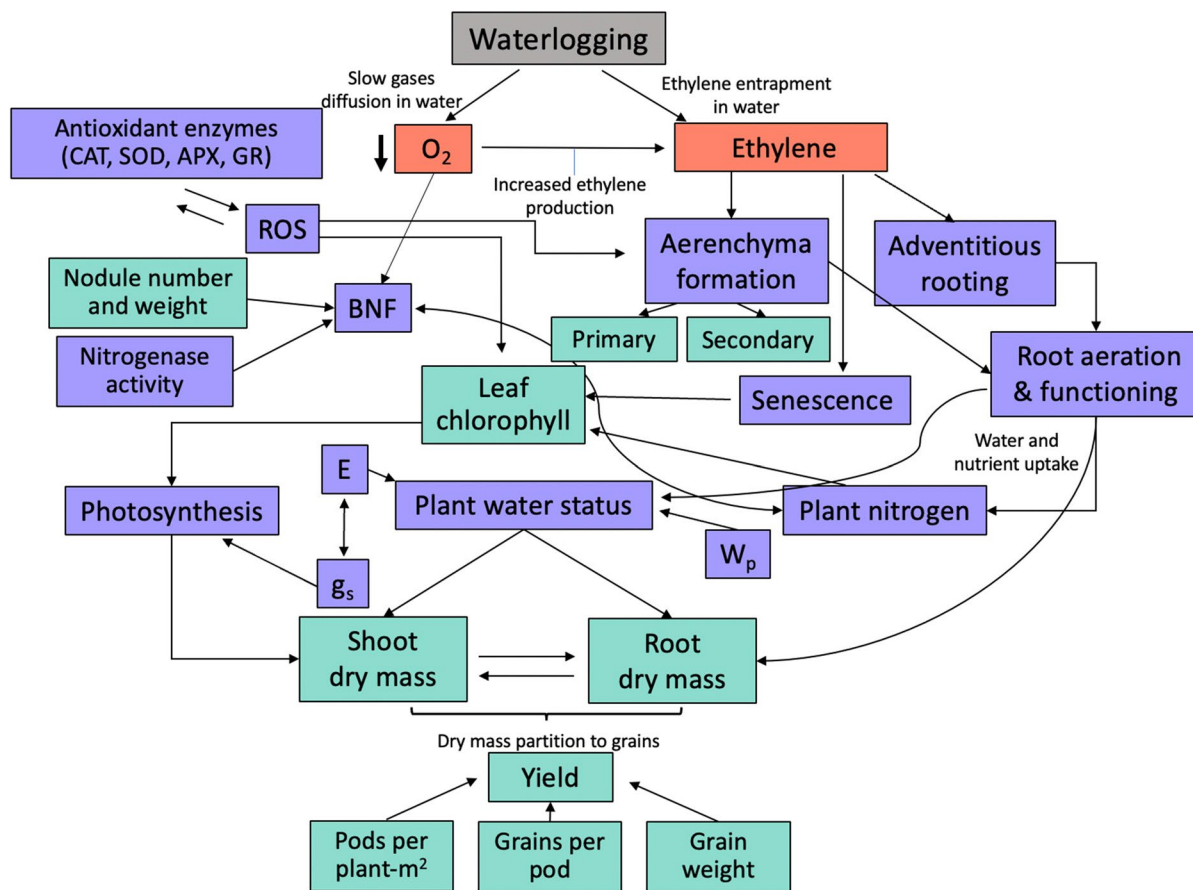 Waterlogging
Slow gases
diffusion in water
Ethylene entrapment
in water
Antioxidant enzymes
(CAT, SOD, APX, GR)
O₂
Ethylene
Increased ethylene
production
ROS
Aerenchyma
formation
Adventitious
rooting
Nodule number
and weight
BNF
Primary
Secondary
Nitrogenase
activity
Root aeration
& functioning
Leaf
chlorophyll
Senescence
Water and
nutrient uptake
E
Photosynthesis
Plant water status
Plant nitrogen
Wₚ
gₛ
Shoot
dry mass
Root
dry mass
Dry mass partition to grains
Yield
Pods per
plant-m²
Grains per
pod
Grain
weight